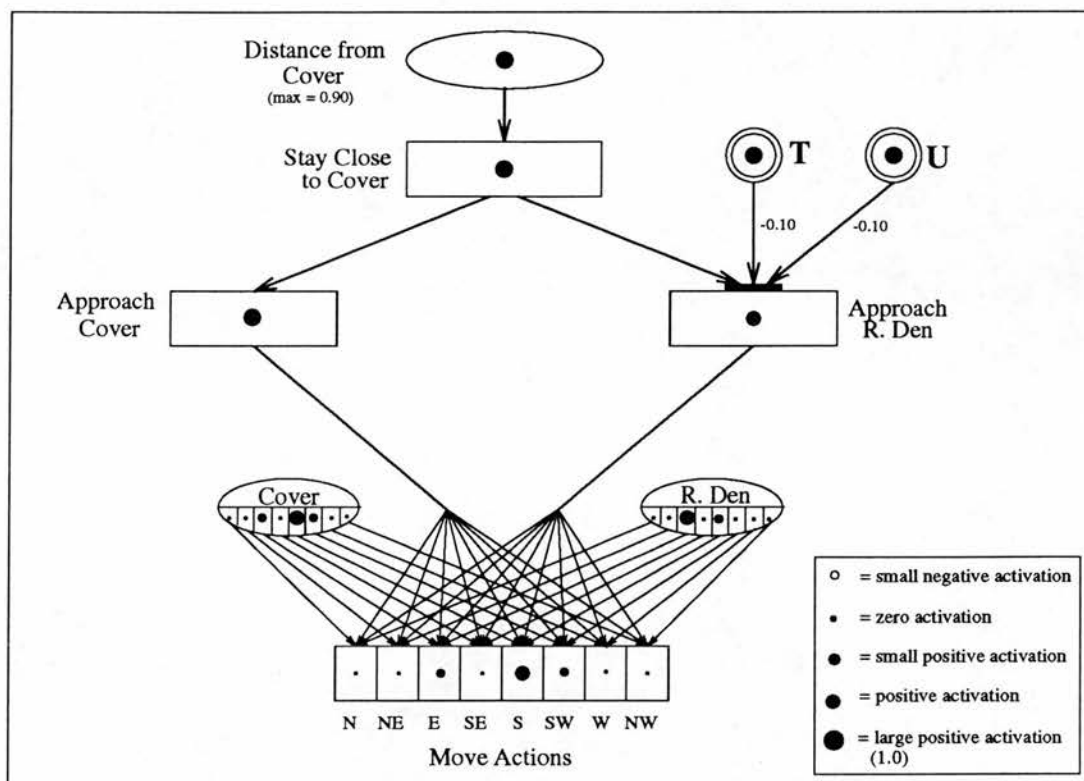 Distance from
Cover
(max = 0.90)
Stay Close
to Cover
T
U
-0.10
-0.10
Approach
Cover
Approach
R. Den
Cover
R. Den
N NE E SE S SW W NW
Move Actions
= small negative activation
= zero activation
= small positive activation
= positive activation
= large positive activation
(1.0)